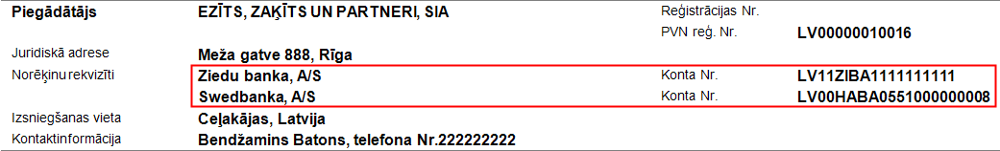 Piegādātājs EZĪTS, ZAĶĪTS UN PARTNERI, SIA Reģistrācijas Nr.
PVN reģ. Nr. LV00000010016
Juridiskā adrese Meža gatve 888, Rīga
Norēķinu rekvizīti Ziedu banka, A/S Konta Nr. LV11ZIBA1111111111
Swedbanka, A/S Konta Nr. LV00HABA0551000000008
Izsniegšanas vieta Ceļakājas, Latvija
Kontaktinformācija Bendžamins Batons, telefona Nr.222222222